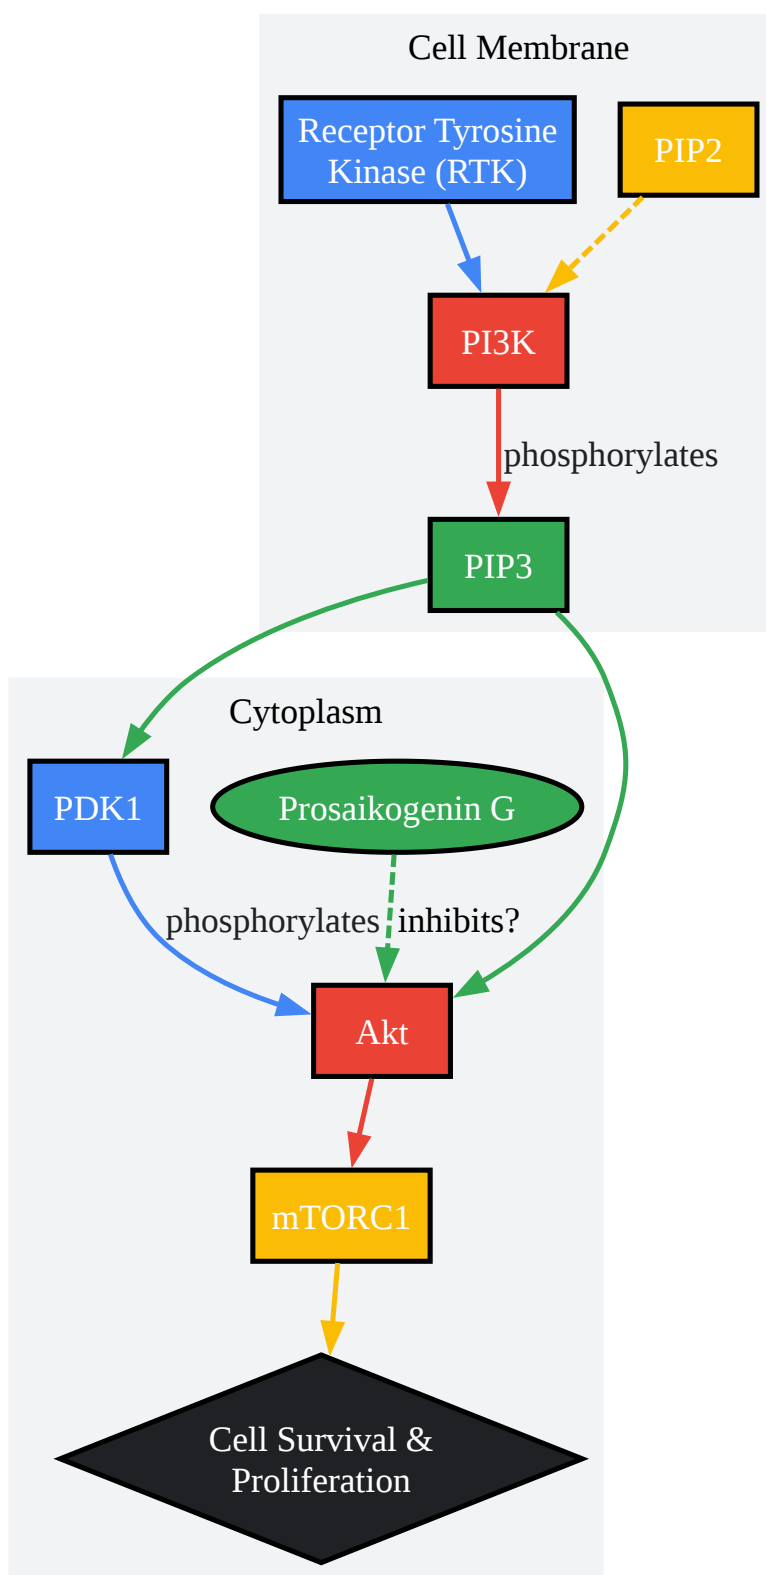 Cell Membrane
Receptor Tyrosine
Kinase (RTK)
PIP2
PI3K
phosphorylates
PIP3
Cytoplasm
PDK1
Prosaikogenin G
phosphorylates
inhibits?
Akt
mTORC1
Cell Survival &
Proliferation